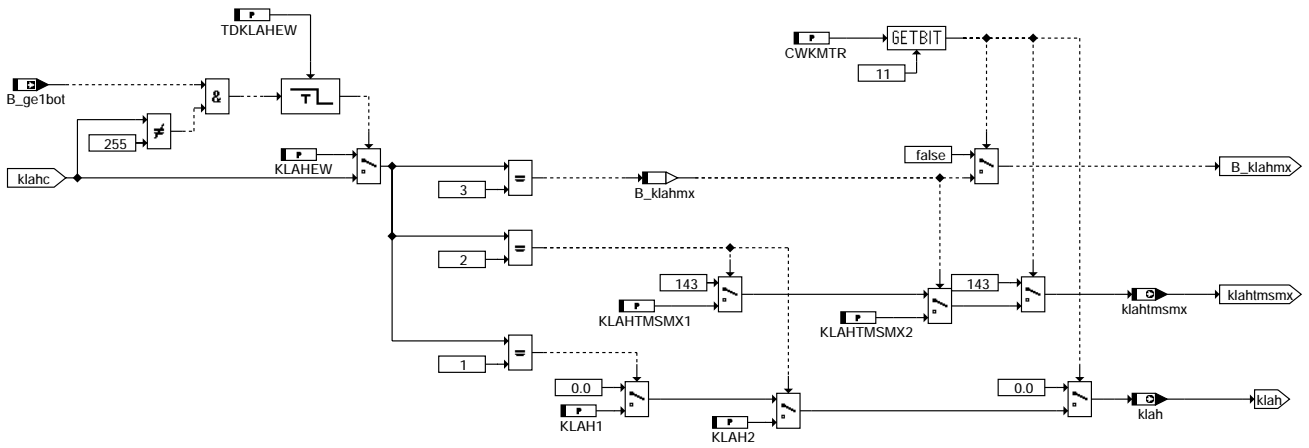 P
TDKLAHEW
P
CWKMTR
GETBIT
11
B_ge1bot
&
T
≠
255
P
KLAHEW
klahc
false
B_klahmx
3
=
B_klahmx
2
=
143
P
KLAHTMSMX1
P
KLAHTMSMX2
143
klahtmsmx
klahtmsmx
1
=
0.0
P
KLAH1
P
KLAH2
0.0
klah
klah